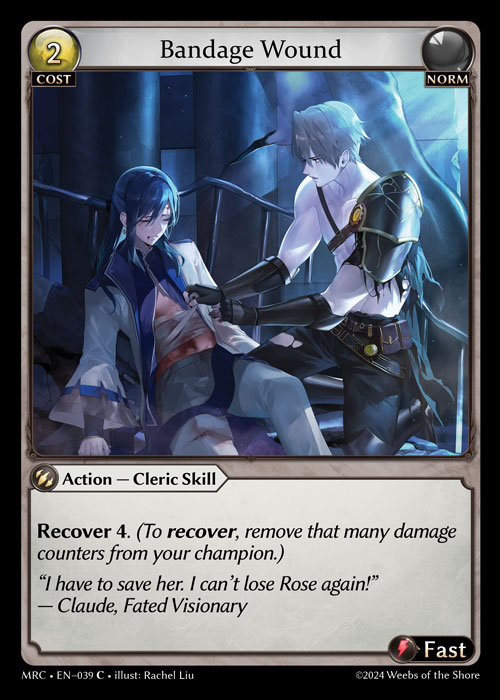 2
Bandage Wound
COST
NORM
Action — Cleric Skill
Recover 4. (To recover, remove that many damage
counters from your champion.)
“I have to save her. I can’t lose Rose again!”
— Claude, Fated Visionary
Fast
MRC • EN–039 C • illust: Rachel Liu
©2024 Weebs of the Shore